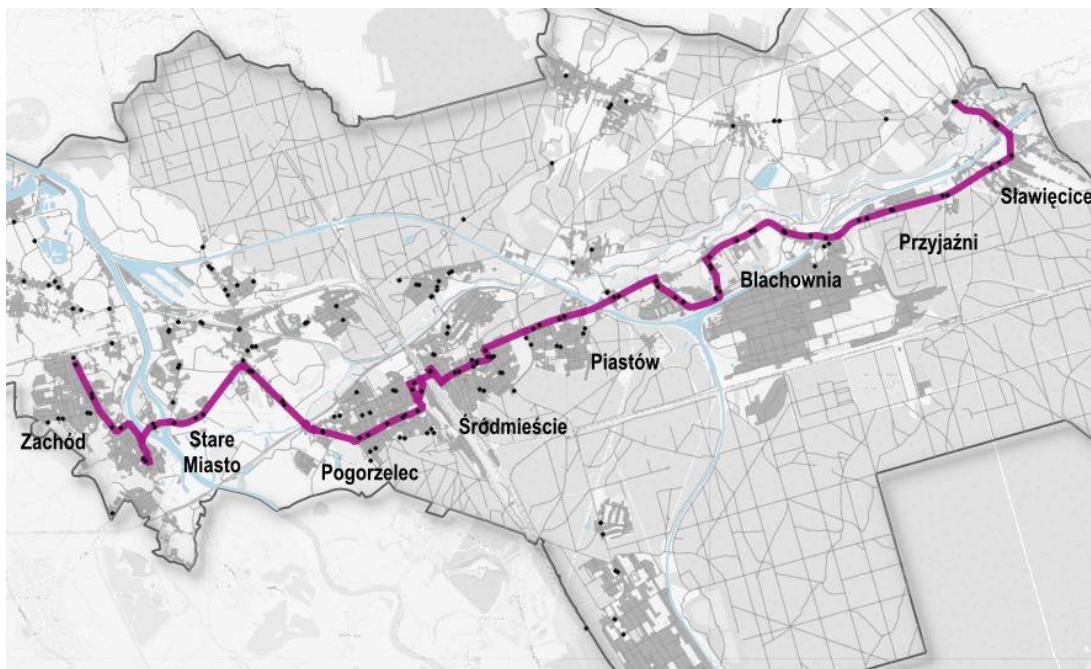 Sławięcice
Przyjaźni
Blachownia
Piastów
Śródmieście
Zachód
Stare
Miasto
Pogorzelec